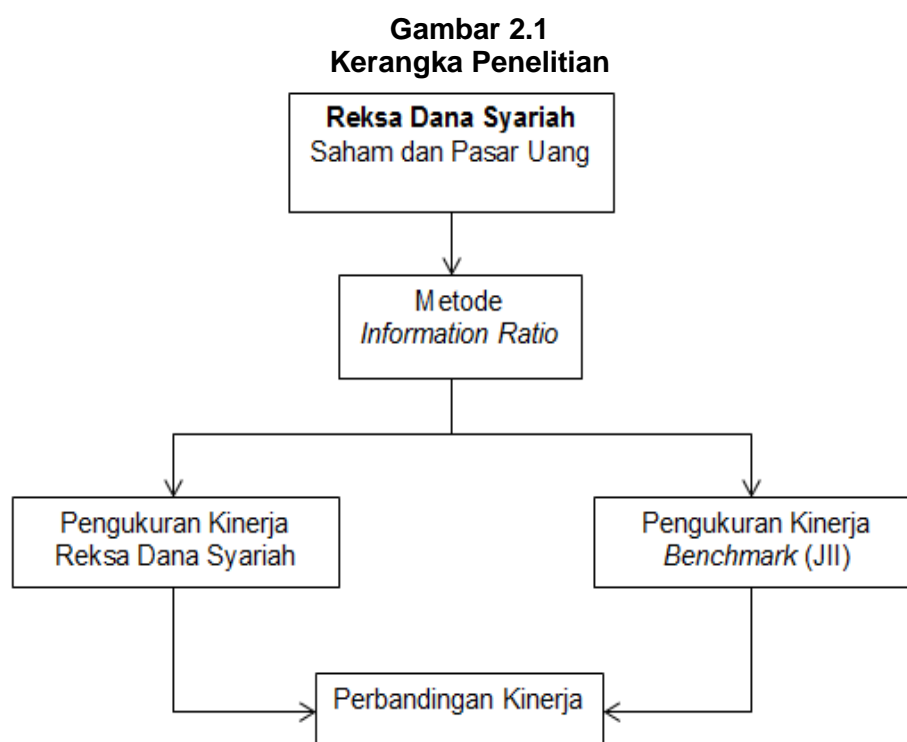 Gambar 2.1
Kerangka Penelitian
Reksa Dana Syariah
Saham dan Pasar Uang
Metode
Information Ratio
Pengukuran Kinerja
Reksa Dana Syariah
Pengukuran Kinerja
Benchmark (JII)
Perbandingan Kinerja